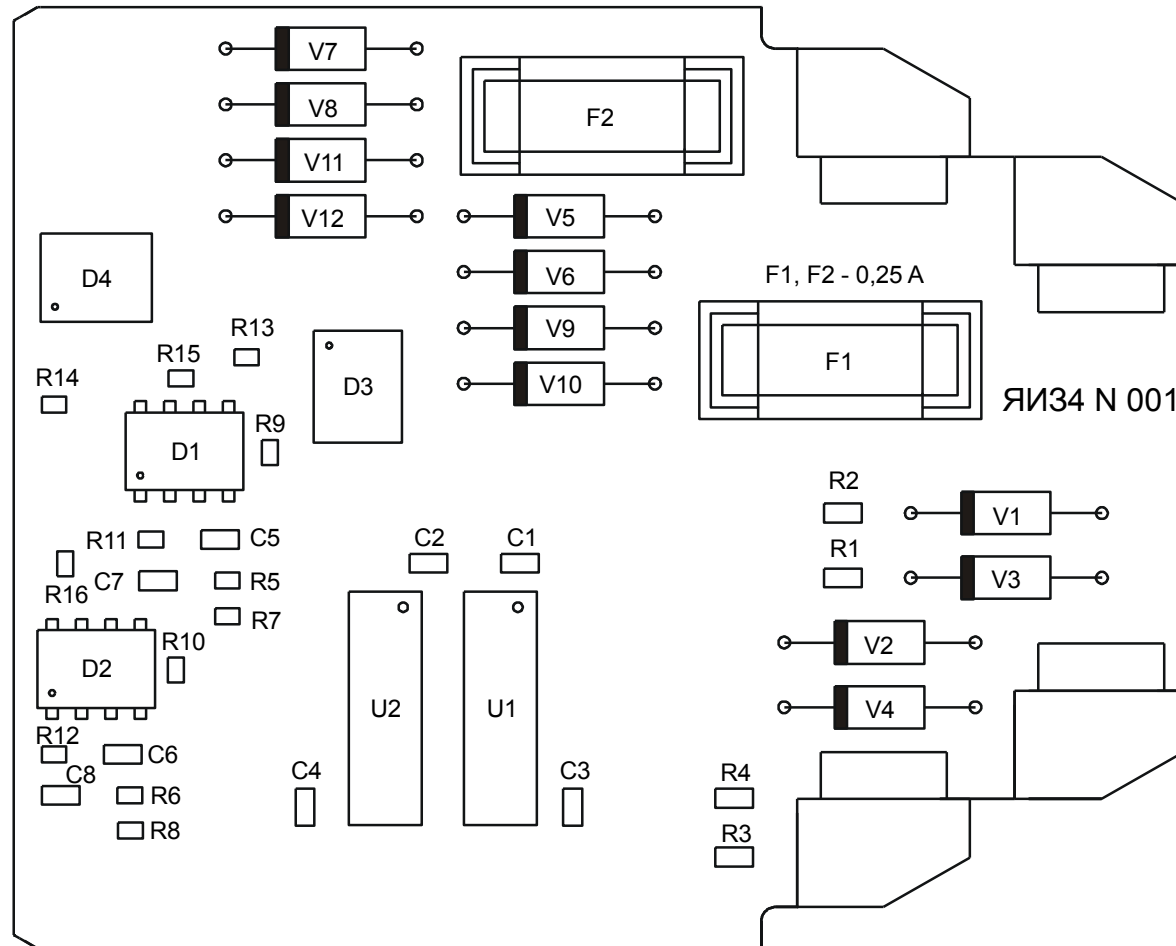 V7
V8
F2
V11
V12
V5
D4
V6
F1, F2 - 0,25 A
R13
V9
R15
R14
D3
V10
F1
ЯИЗ4 N 001
R9
D1
R2
V1
R11
C5
C2
C1
R1
V3
C7
R5
R16
R7
R10
V2
D2
U2
U1
V4
R12
C6
C8
R6
C4
C3
R4
R8
R3